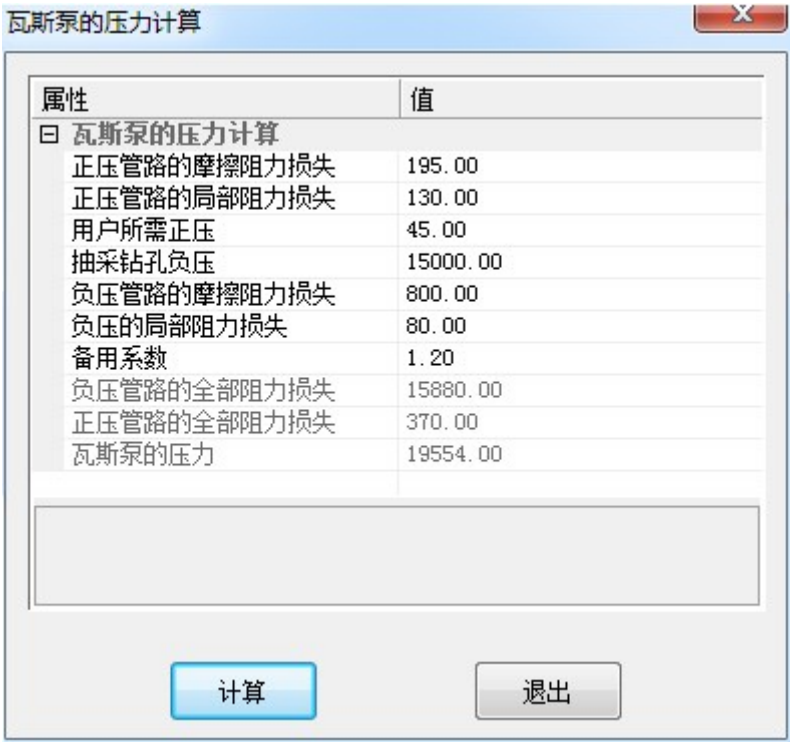 瓦斯泵的压力计算
属性 值
瓦斯泵的压力计算
正压管路的摩擦阻力损失 195.00
正压管路的局部阻力损失 130.00
用户所需正压 45.00
抽采钻孔负压 15000.00
负压管路的摩擦阻力损失 800.00
负压的局部阻力损失 80.00
备用系数 1.20
负压管路的全部阻力损失 15880.00
正压管路的全部阻力损失 370.00
瓦斯泵的压力 19554.00
计算 退出